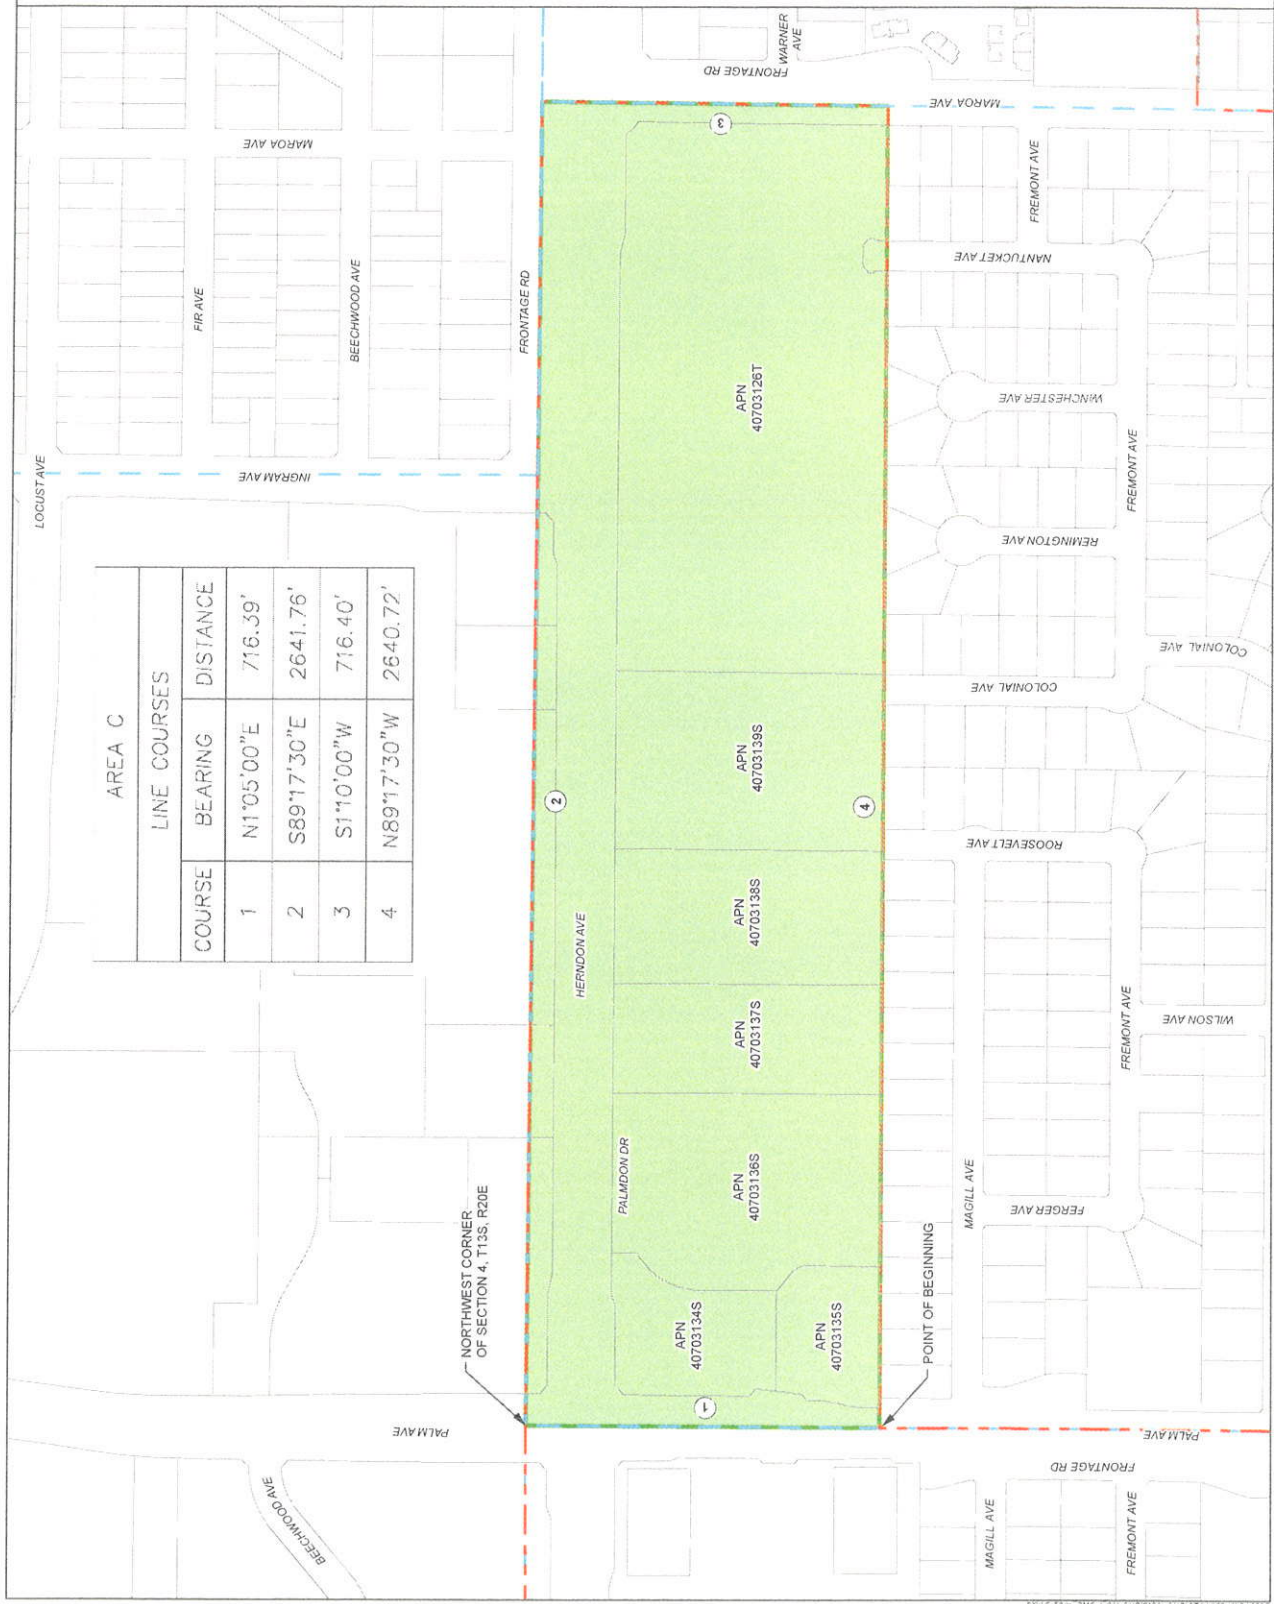 AREA C
LINE COURSES
COURSE BEARING DISTANCE
1 N1°05'00"E 716.39'
2 S89°17'30"E 2641.76'
3 S1°10'00"W 716.40'
4 N89°17'30"W 2640.72'
LOCUST AVE
FIR AVE
BEECHWOOD AVE
FRONTAGE RD
MAROA AVE
INGRAM AVE
PALM AVE
BEECHWOOD AVE
NORTHWEST CORNER
OF SECTION 4, T13S, R20E
HERNDON AVE
PALMDON DR
1
2
3
4
APN
40703134S
APN
40703135S
APN
40703136S
APN
40703137S
APN
40703138S
APN
40703139S
APN
40703126T
POINT OF BEGINNING
FRONTAGE RD
WARNER
AVE
MAROA AVE
FREMONT AVE
NANTUCKET AVE
WINCHESTER AVE
FREMONT AVE
REMINGTON AVE
COLONIAL AVE
COLONIAL AVE
ROOSEVELT AVE
FREMONT AVE
WILSON AVE
MAGILL AVE
FERGER AVE
PALM AVE
FRONTAGE RD
MAGILL AVE
FREMONT AVE